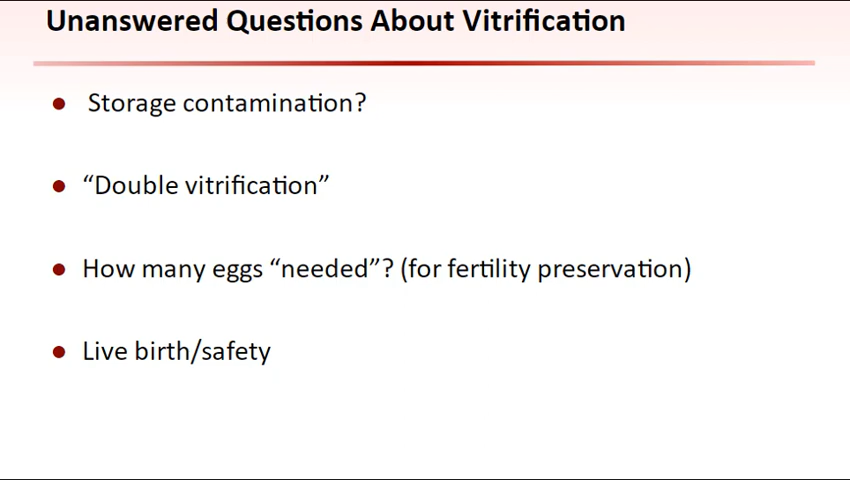 Unanswered Questions About Vitrification
Storage contamination?
“Double vitrification”
How many eggs “needed”? (for fertility preservation)
Live birth/safety